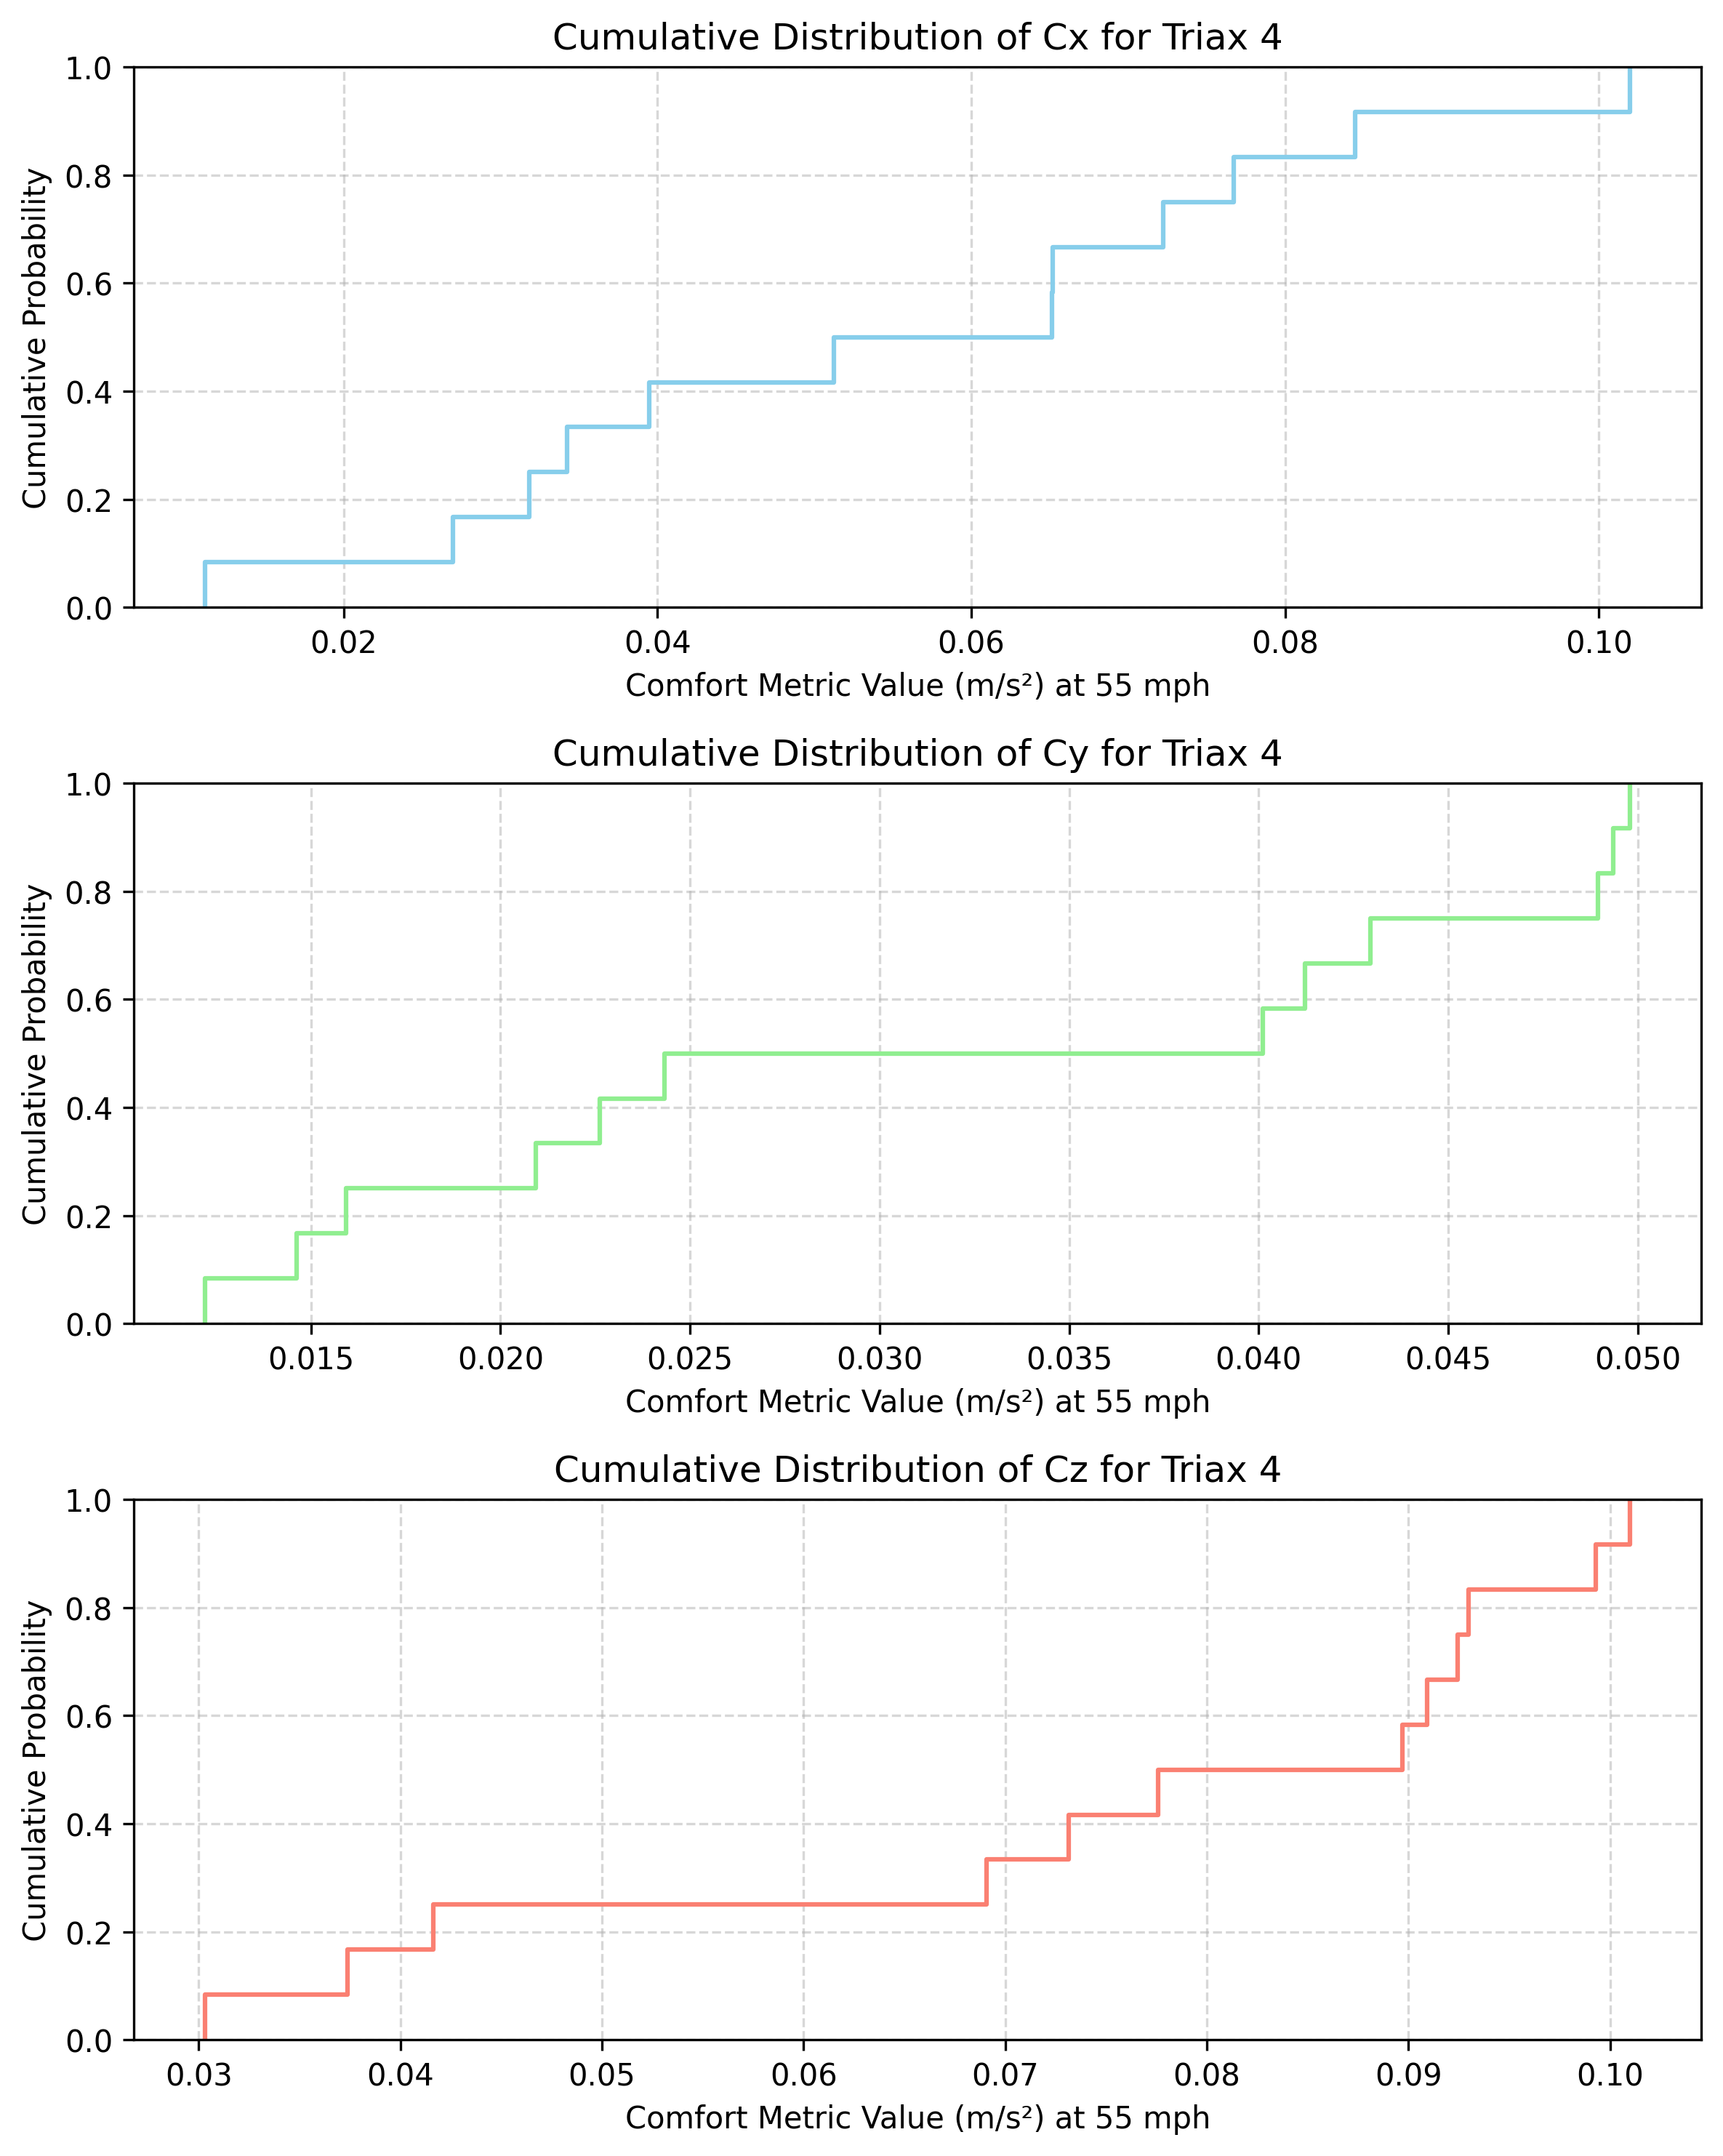 Cumulative Distribution of Cx for Triax 4
1.0
0.8
0.6
0.4
0.2
0.0
Cumulative Probability
0.02 0.04 0.06 0.08 0.10
Comfort Metric Value (m/s²) at 55 mph
Cumulative Distribution of Cy for Triax 4
1.0
0.8
0.6
0.4
0.2
0.0
Cumulative Probability
0.015 0.020 0.025 0.030 0.035 0.040 0.045 0.050
Comfort Metric Value (m/s²) at 55 mph
Cumulative Distribution of Cz for Triax 4
1.0
0.8
0.6
0.4
0.2
0.0
Cumulative Probability
0.03 0.04 0.05 0.06 0.07 0.08 0.09 0.10
Comfort Metric Value (m/s²) at 55 mph